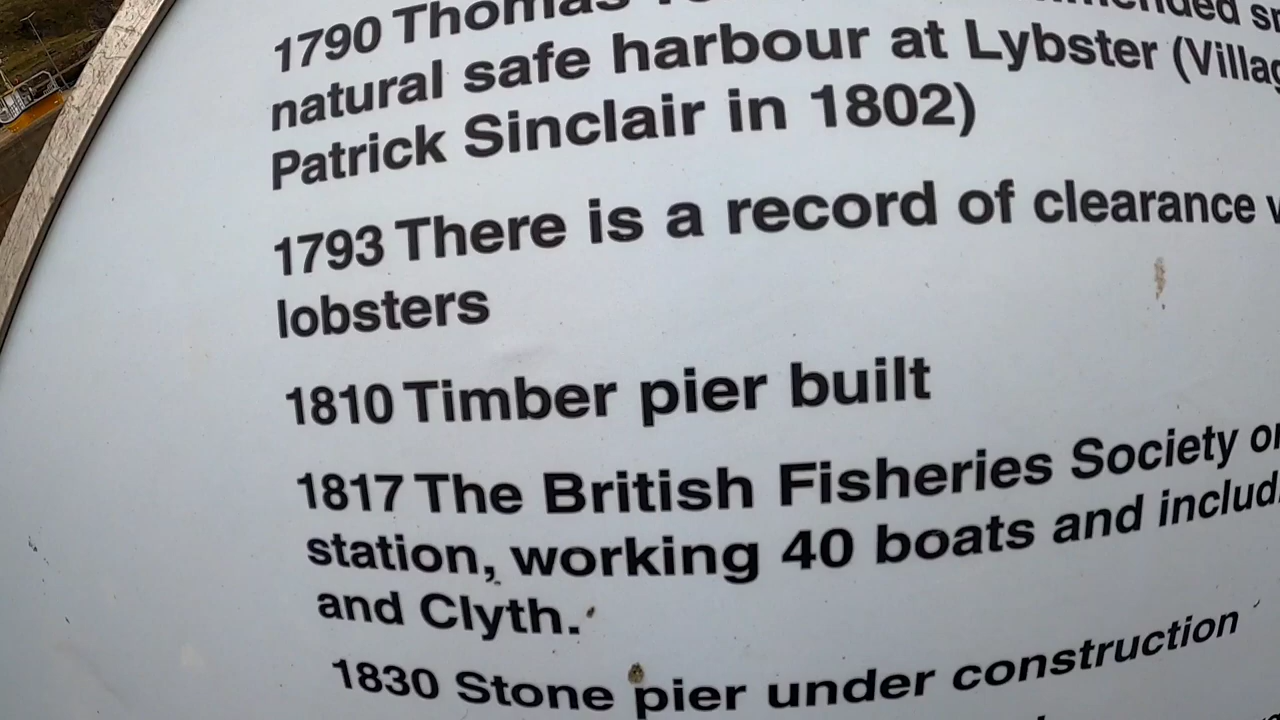 1790 Thomas
natural safe harbour at Lybster (Villag
Patrick Sinclair in 1802)
1793 There is a record of clearance
lobsters
1810 Timber pier built
1817 The British Fisheries Society
station, working 40 boats and includ
and Clyth.
1830 Stone pier under construction